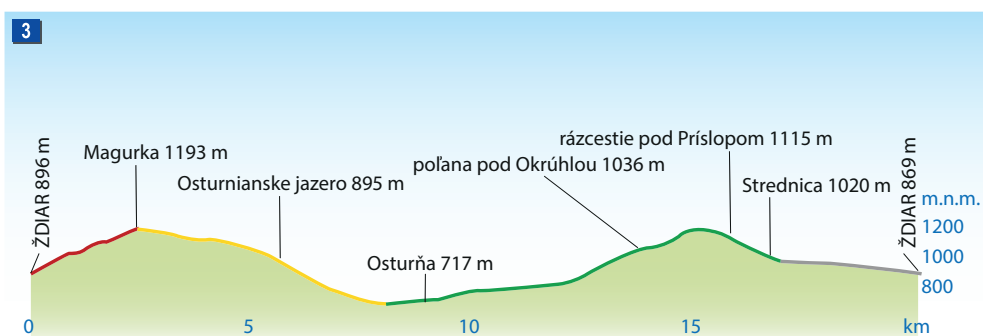 3
ŽDIAR 896 m
Magurka 1193 m
Osturnianske jazero 895 m
Osturňa 717 m
poľana pod Okrúhlou 1036 m
rázcestie pod Príslopom 1115 m
Strednica 1020 m
ŽDIAR 869 m
m.n.m.
1200
1000
800
0
5
10
15
km